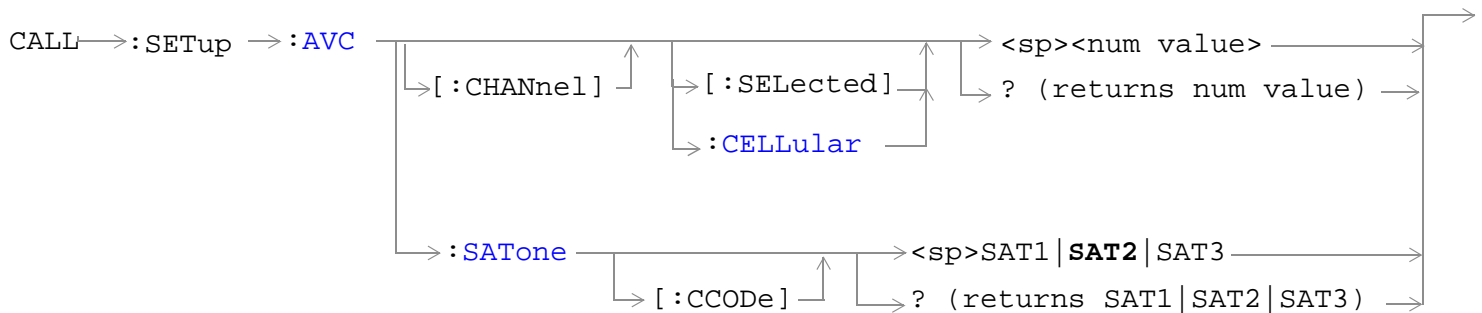 CALL :SETup :AVC <sp><num value>
[:CHANnel] [:SELected] ? (returns num value)
:CELLular
:SATone <sp>SAT1|SAT2|SAT3
[:CCODe] ? (returns SAT1|SAT2|SAT3)